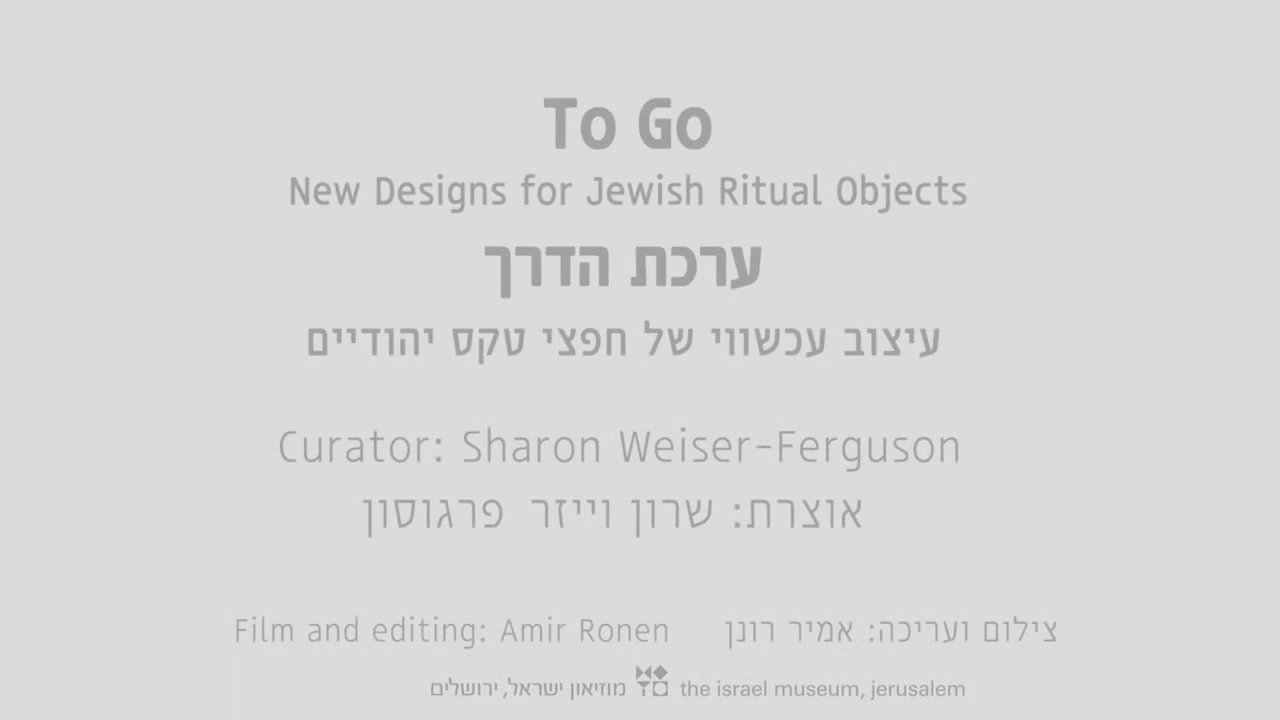 To Go
New Designs for Jewish Ritual Objects
ערכת הדרך
עיצוב עכשווי של חפצי טקס יהודיים
Curator: Sharon Weiser-Ferguson
אוצרת: שרון וייזר פרגוסון
Film and editing: Amir Ronen צילום ועריכה: אמיר רונן
מוזיאון ישראל, ירושלים the israel museum, jerusalem